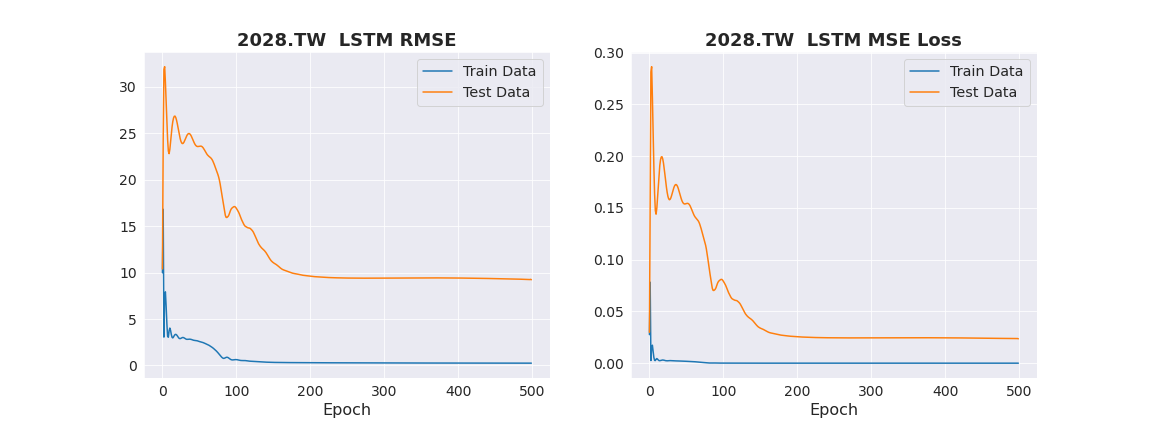 2028.TW  LSTM RMSE
Train Data
Test Data
30
25
20
15
10
5
0
0 100 200 300 400 500
Epoch
2028.TW  LSTM MSE Loss
Train Data
Test Data
0.30
0.25
0.20
0.15
0.10
0.05
0.00
0 100 200 300 400 500
Epoch